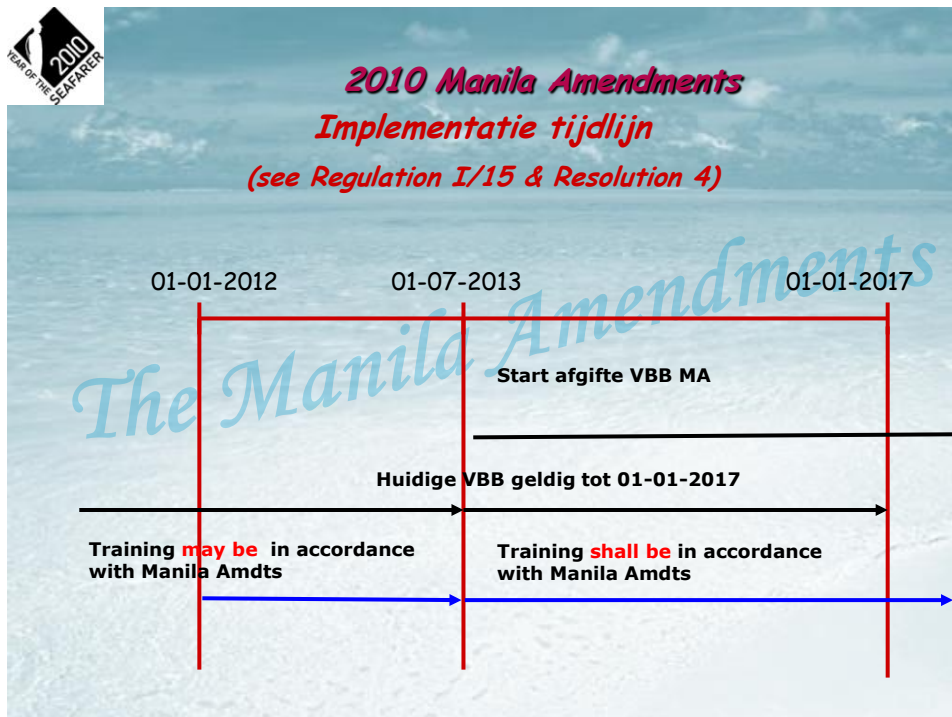 YEAR OF THE SEAFARER
2010
2010 Manila Amendments
Implementatie tijdlijn
(see Regulation I/15 & Resolution 4)
The Manila Amendments
01-01-2012 01-07-2013 01-01-2017
Start afgifte VBB MA
Huidige VBB geldig tot 01-01-2017
Training may be in accordance
with Manila Amdts
Training shall be in accordance
with Manila Amdts